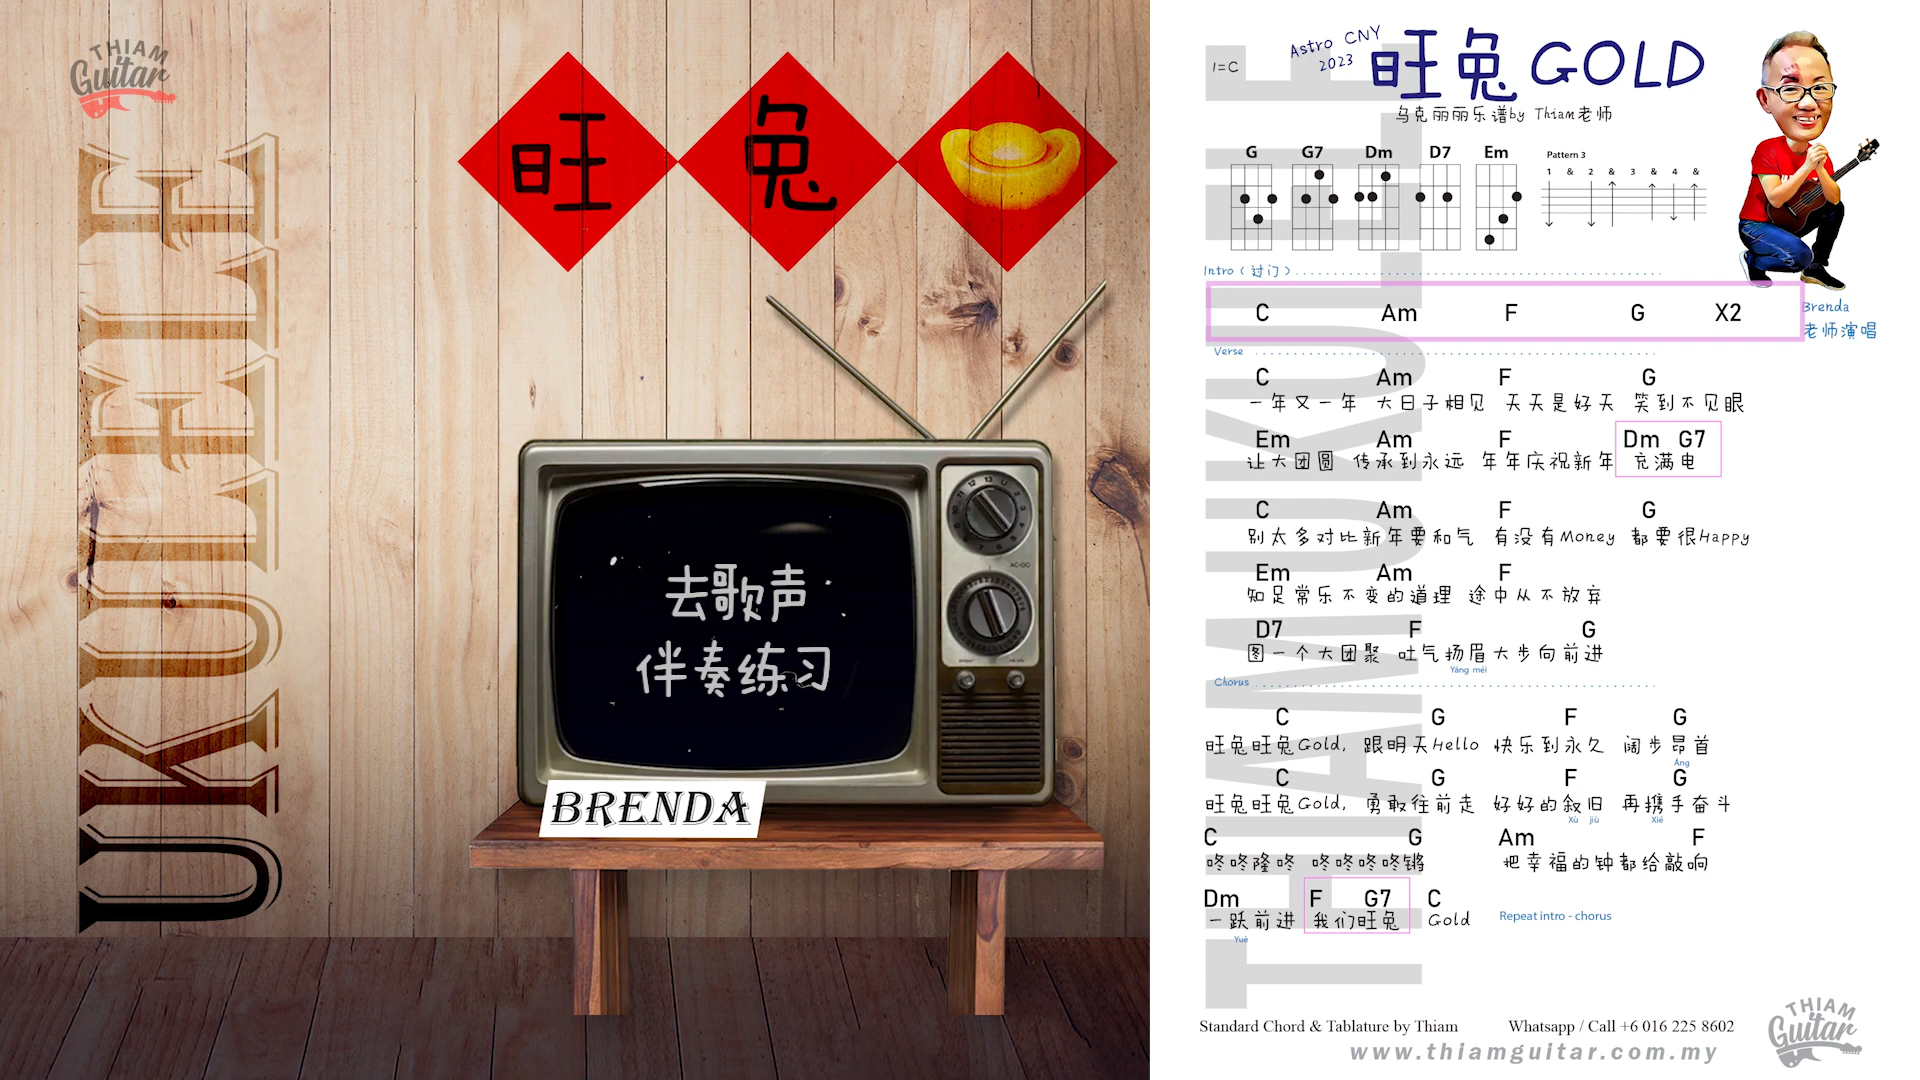 THIAM
Guitar
UKULELE
旺 兔
去歌声
伴奏练习
BRENDA
THIAM UKULELE
1=C
Astro CNY
2023
旺兔GOLD
乌克丽丽乐谱by Thiam老师
G G7 Dm D7 Em
Pattern 3
1 & 2 & 3 & 4 &
Intro ( 过门 )
C Am F G X2
Brenda
老师演唱
Verse
C Am F G
一年又一年 大日子相见 天天是好天 笑到不见眼
Em Am F Dm G7
让大团圆 传承到永远 年年庆祝新年 充满电
C Am F G
别太多对比新年要和气 有没有Money 都要很Happy
Em Am F
知足常乐不变的道理 途中从不放弃
D7 F G
图一个大团聚 吐气扬眉大步向前进
Yáng méi
Chorus
C G F G
旺兔旺兔Gold, 跟明天Hello 快乐到永久 阔步昂首
Áng
C G F G
旺兔旺兔Gold, 勇敢往前走 好好的叙旧 再携手奋斗
Xù jiù Xié
C G Am F
咚咚隆咚 咚咚咚咚锵 把幸福的钟都给敲响
Dm F G7 C
一跃前进 我们旺兔 Gold
Repeat intro - chorus
Yuè
Standard Chord & Tablature by Thiam Whatsapp / Call +6 016 225 8602
www.thiamguitar.com.my
THIAM
Guitar